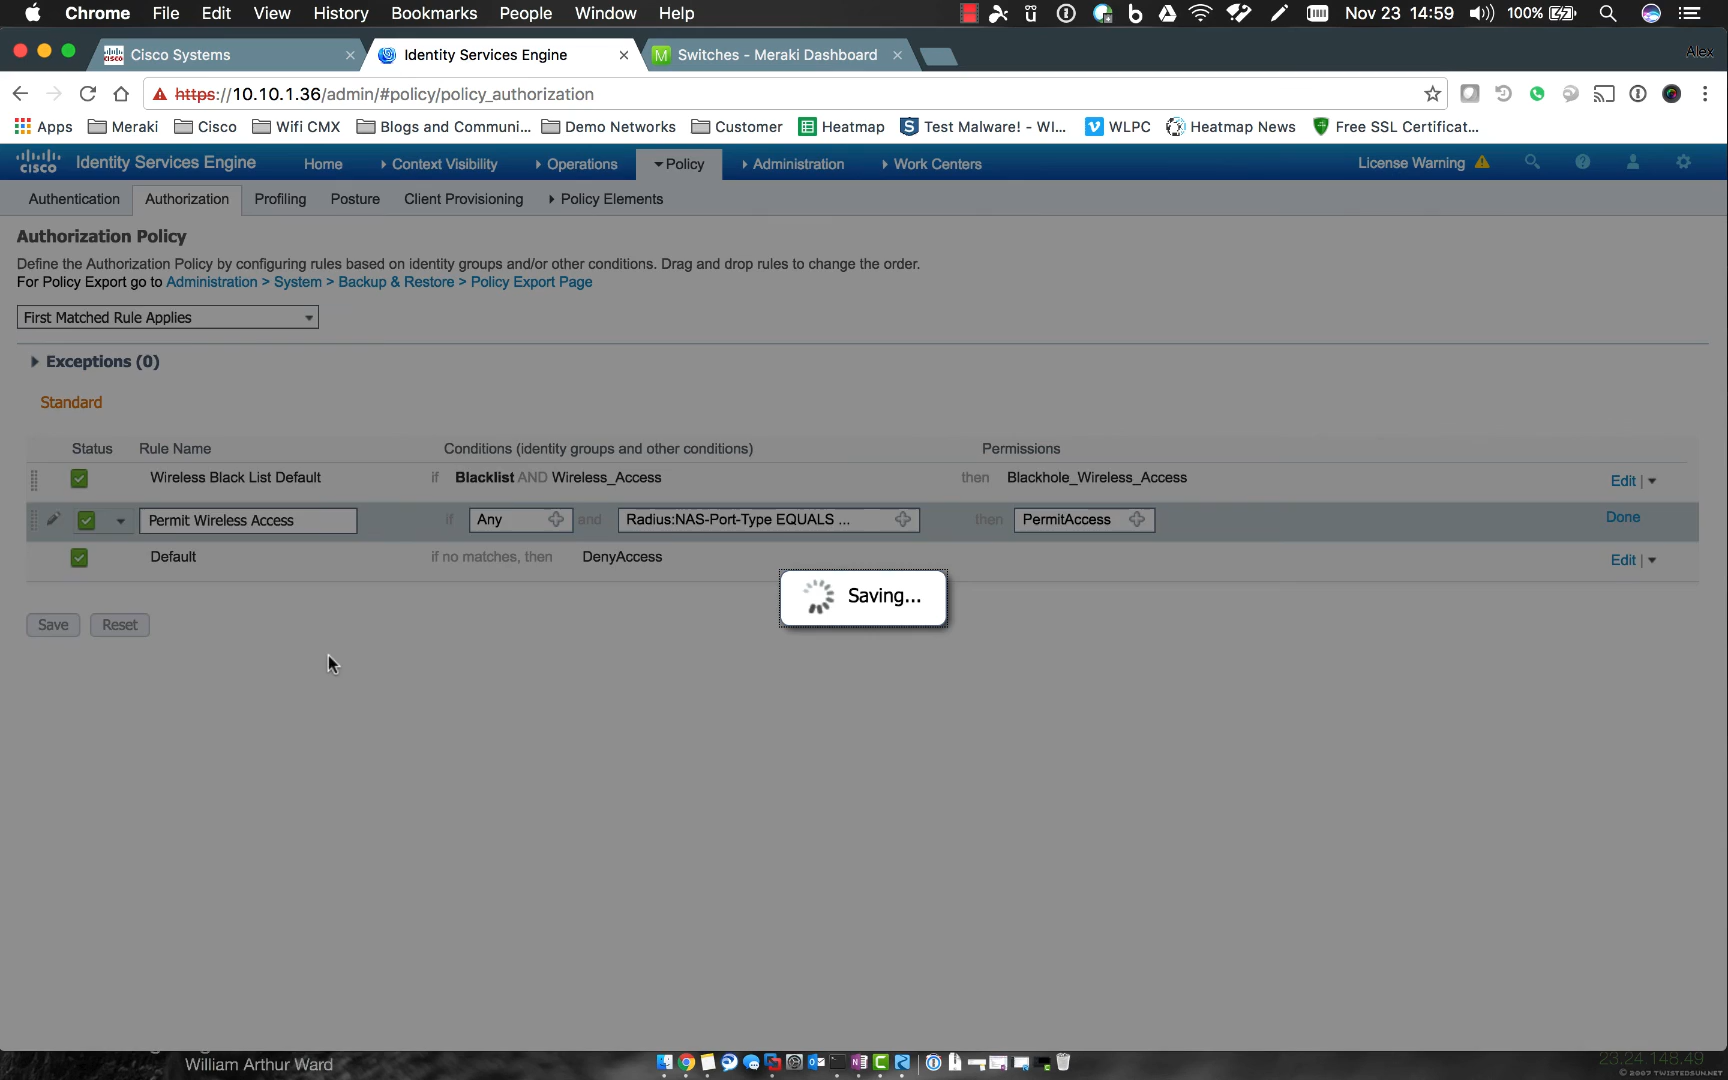 Chrome File Edit View History Bookmarks People Window Help Nov 23 14:59 100%
Cisco Systems Identity Services Engine Switches - Meraki Dashboard Alex
https://10.10.1.36/admin/#policy/policy_authorization
Apps Meraki Cisco Wifi CMX Blogs and Communi... Demo Networks Customer Heatmap Test Malware! - WI... WLPC Heatmap News Free SSL Certificat...
cisco Identity Services Engine Home Context Visibility Operations Policy Administration Work Centers License Warning
Authentication Authorization Profiling Posture Client Provisioning Policy Elements
Authorization Policy
Define the Authorization Policy by configuring rules based on identity groups and/or other conditions. Drag and drop rules to change the order.
For Policy Export go to Administration > System > Backup & Restore > Policy Export Page
First Matched Rule Applies
Exceptions (0)
Standard
Status Rule Name Conditions (identity groups and other conditions) Permissions
Wireless Black List Default if Blacklist AND Wireless_Access then Blackhole_Wireless_Access Edit |
Permit Wireless Access if Any and Radius:NAS-Port-Type EQUALS ... then PermitAccess Done
Default if no matches, then DenyAccess Edit |
Saving...
Save Reset
William Arthur Ward
23.24.148.49
© 2007 TWISTEDSUN.NET